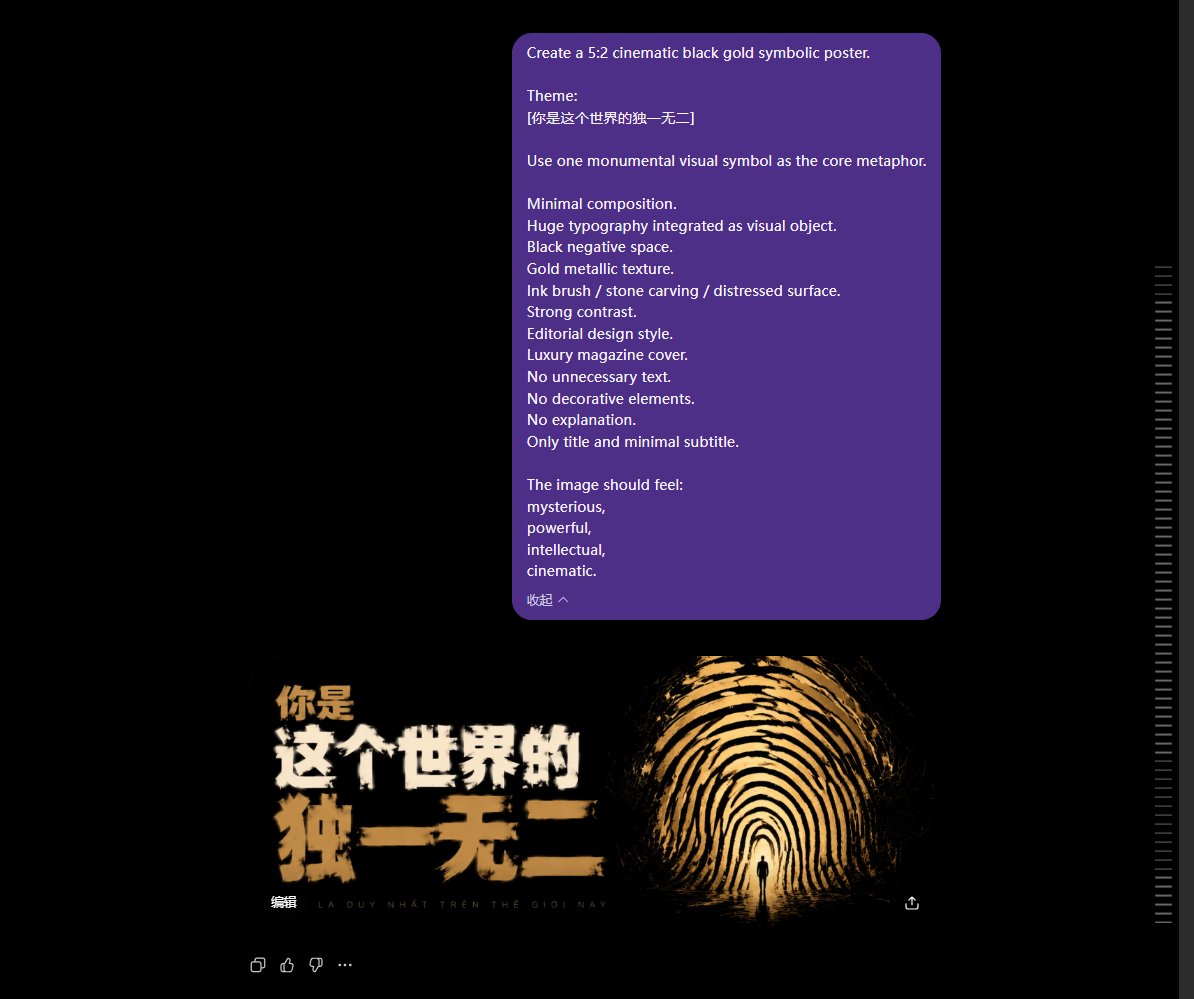 Create a 5:2 cinematic black gold symbolic poster.
Theme:
[你是这个世界的独一无二]
Use one monumental visual symbol as the core metaphor.
Minimal composition.
Huge typography integrated as visual object.
Black negative space.
Gold metallic texture.
Ink brush / stone carving / distressed surface.
Strong contrast.
Editorial design style.
Luxury magazine cover.
No unnecessary text.
No decorative elements.
No explanation.
Only title and minimal subtitle.
The image should feel:
mysterious,
powerful,
intellectual,
cinematic.
收起
你是
这个世界的
独一无二
编辑 LÀ DUY NHẤT TRÊN THẾ GIỚI NÀY